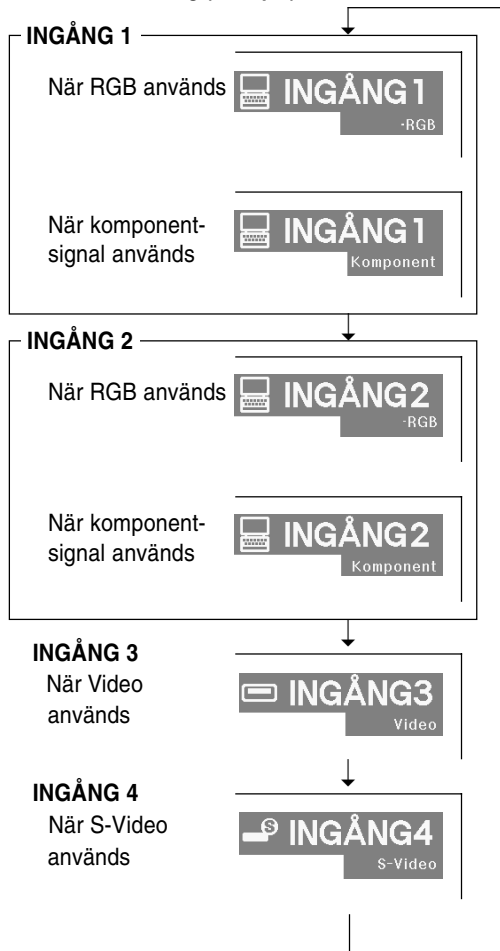 INGÅNG 1
När RGB används
INGÅNG1
·RGB
När komponent-
signal används
INGÅNG1
Komponent
INGÅNG 2
När RGB används
INGÅNG2
·RGB
När komponent-
signal används
INGÅNG2
Komponent
INGÅNG 3
När Video
används
INGÅNG3
Video
INGÅNG 4
När S-Video
används
INGÅNG4
S-Video